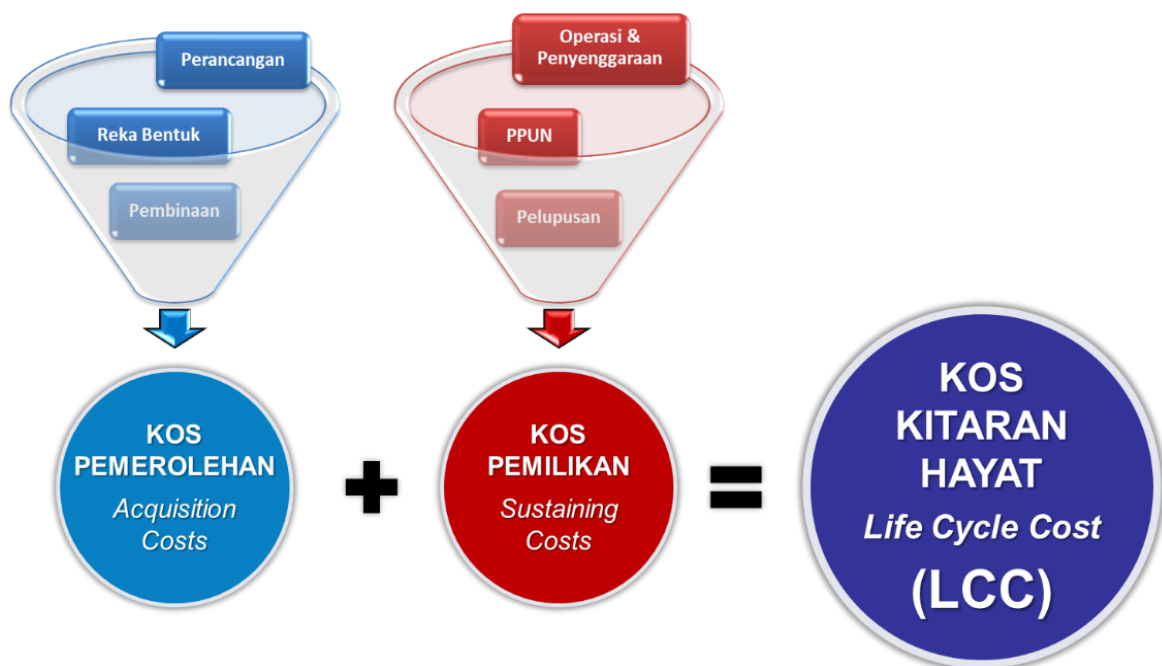 Perancangan
Reka Bentuk
Pembinaan
Operasi &
Penyenggaraan
PPUN
Pelupusan
KOS
PEMEROLEHAN
Acquisition
Costs
+
KOS
PEMILIKAN
Sustaining
Costs
=
KOS
KITARAN
HAYAT
Life Cycle Cost
(LCC)